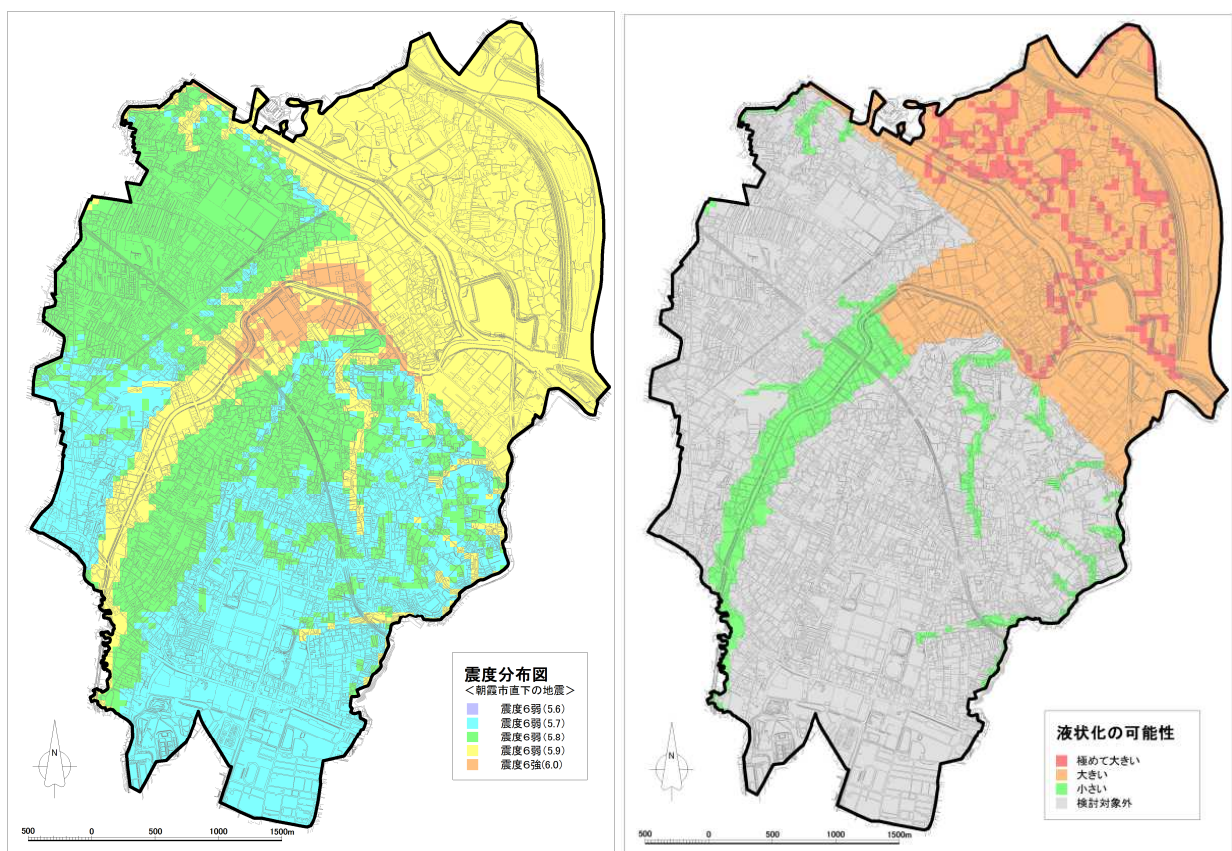 震度分布図
<朝霞市直下の地震>
震度6弱(5.6)
震度6弱(5.7)
震度6弱(5.8)
震度6弱(5.9)
震度6強(6.0)
N
500 0 500 1000 1500m
液状化の可能性
極めて大きい
大きい
小さい
検討対象外
N
500 0 500 1000 1500m